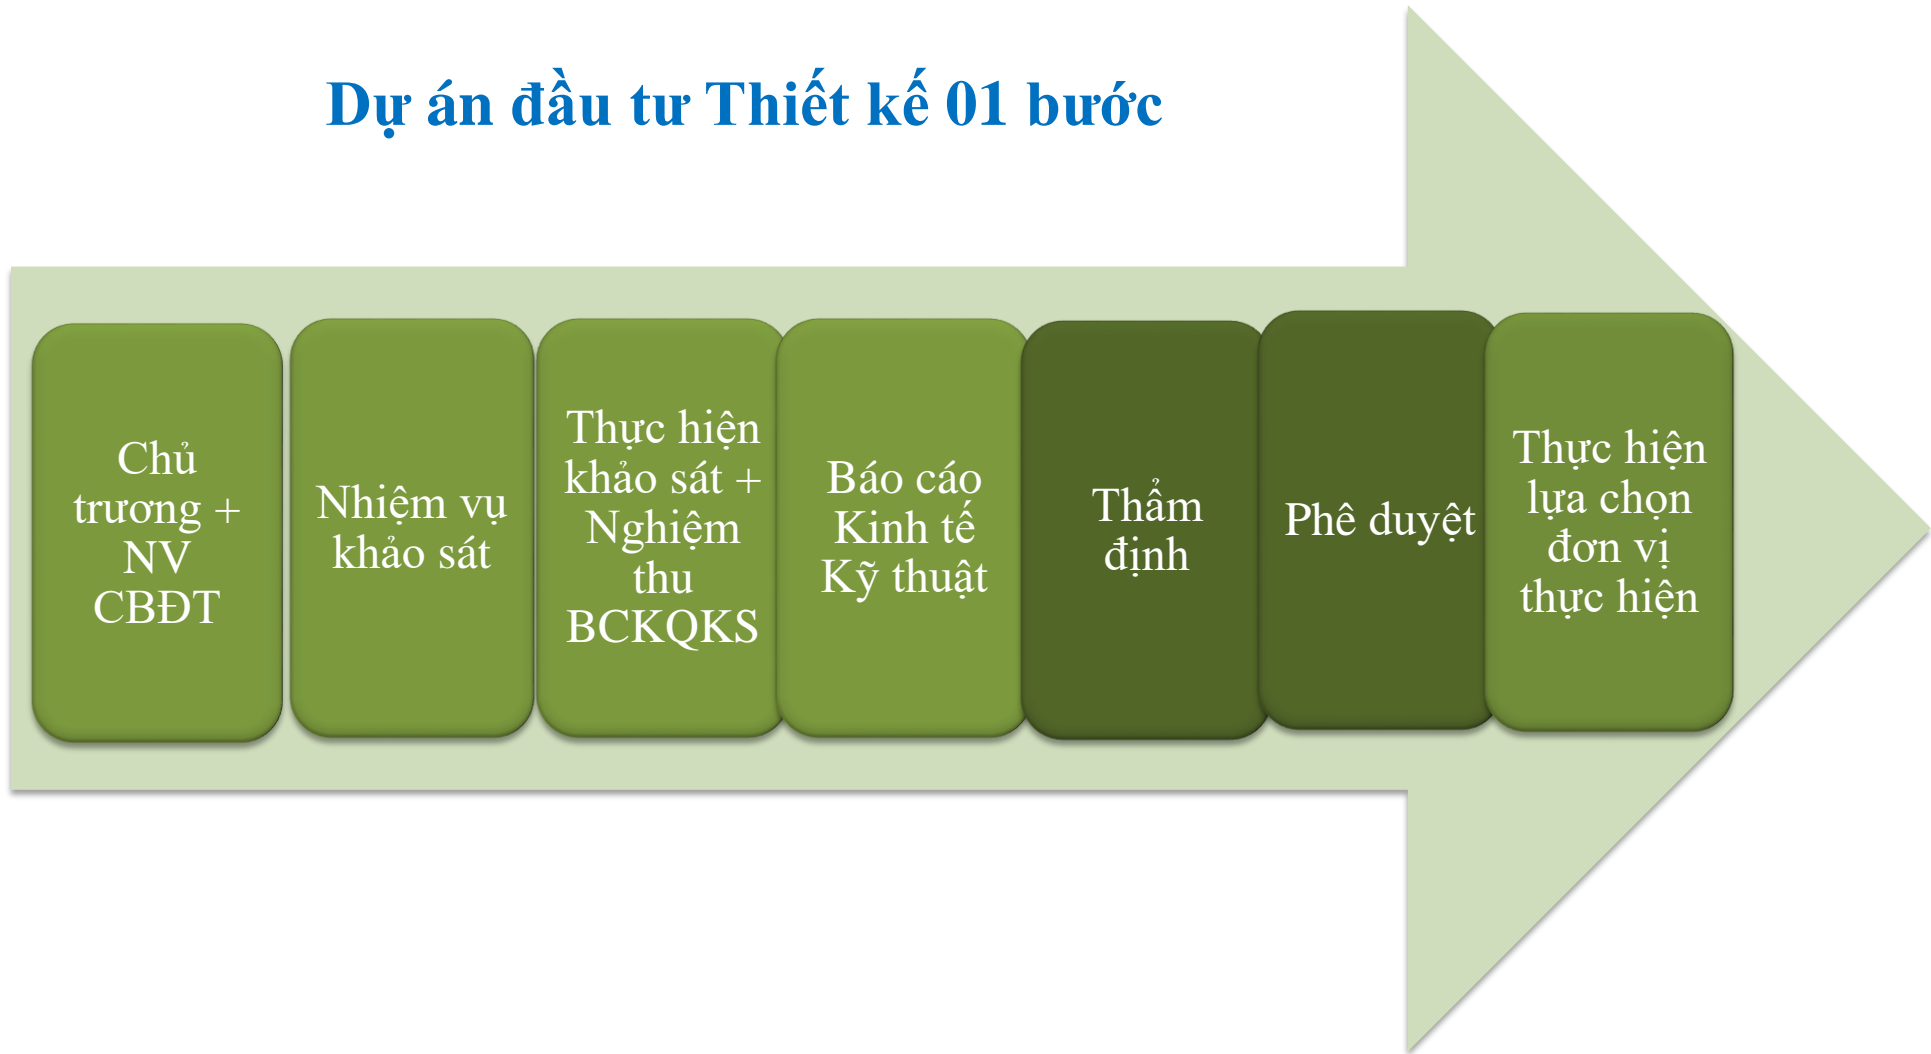 Dự án đầu tư Thiết kế 01 bước
Chủ
trương +
NV
CBĐT
Nhiệm vụ
khảo sát
Thực hiện
khảo sát +
Nghiệm
thu
BCKQKS
Báo cáo
Kinh tế
Kỹ thuật
Thẩm
định
Phê duyệt
Thực hiện
lựa chọn
đơn vị
thực hiện